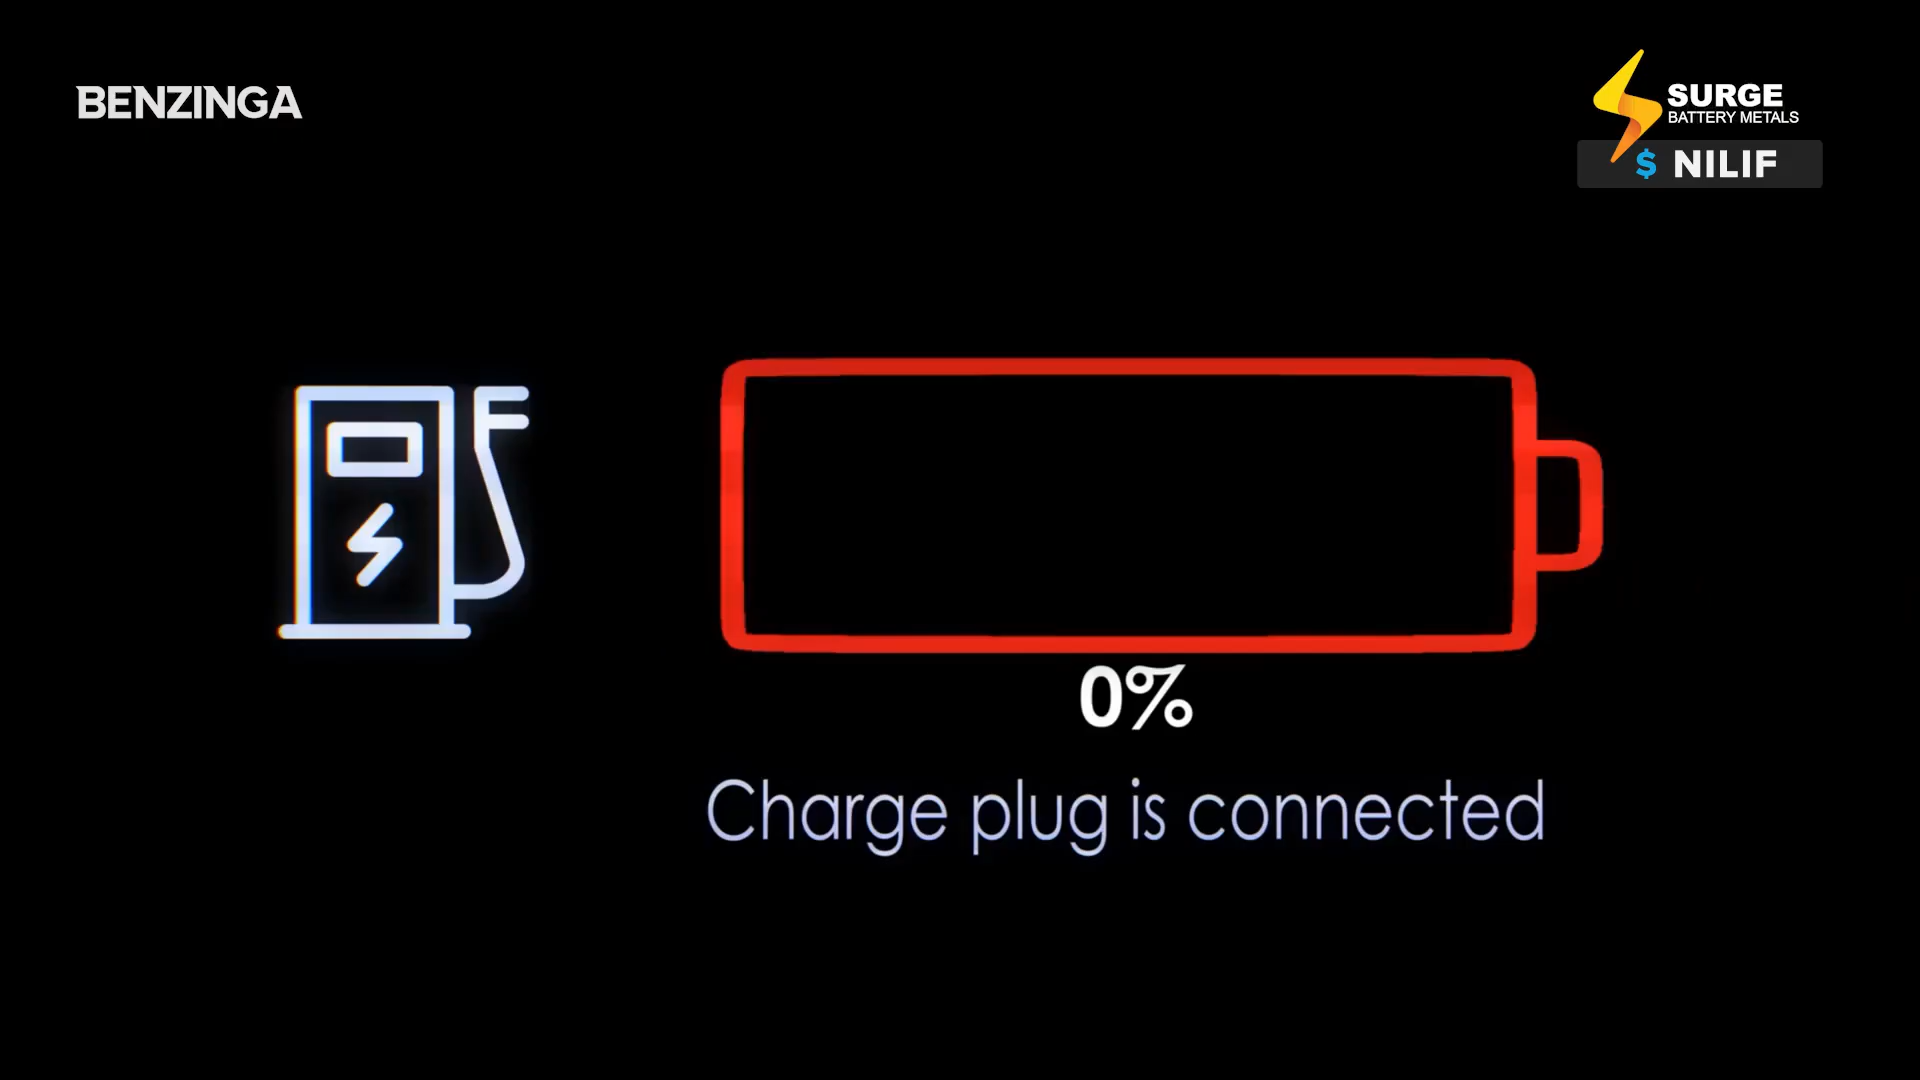 BENZINGA
SURGE
BATTERY METALS
$ NILIF
0%
Charge plug is connected